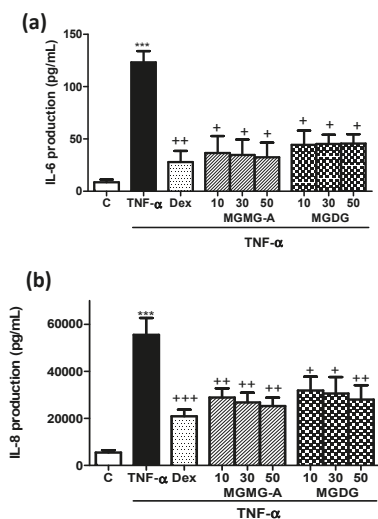 (a)
IL-6 production (pg/mL)
150
100
50
0
***
++
+ + +
+ + +
C TNF-α Dex 10 30 50 10 30 50
MGMG-A MGDG
TNF-α
(b)
IL-8 production (pg/mL)
60000
40000
20000
0
***
+++
++ ++ ++
+ + ++
C TNF-α Dex 10 30 50 10 30 50
MGMG-A MGDG
TNF-α